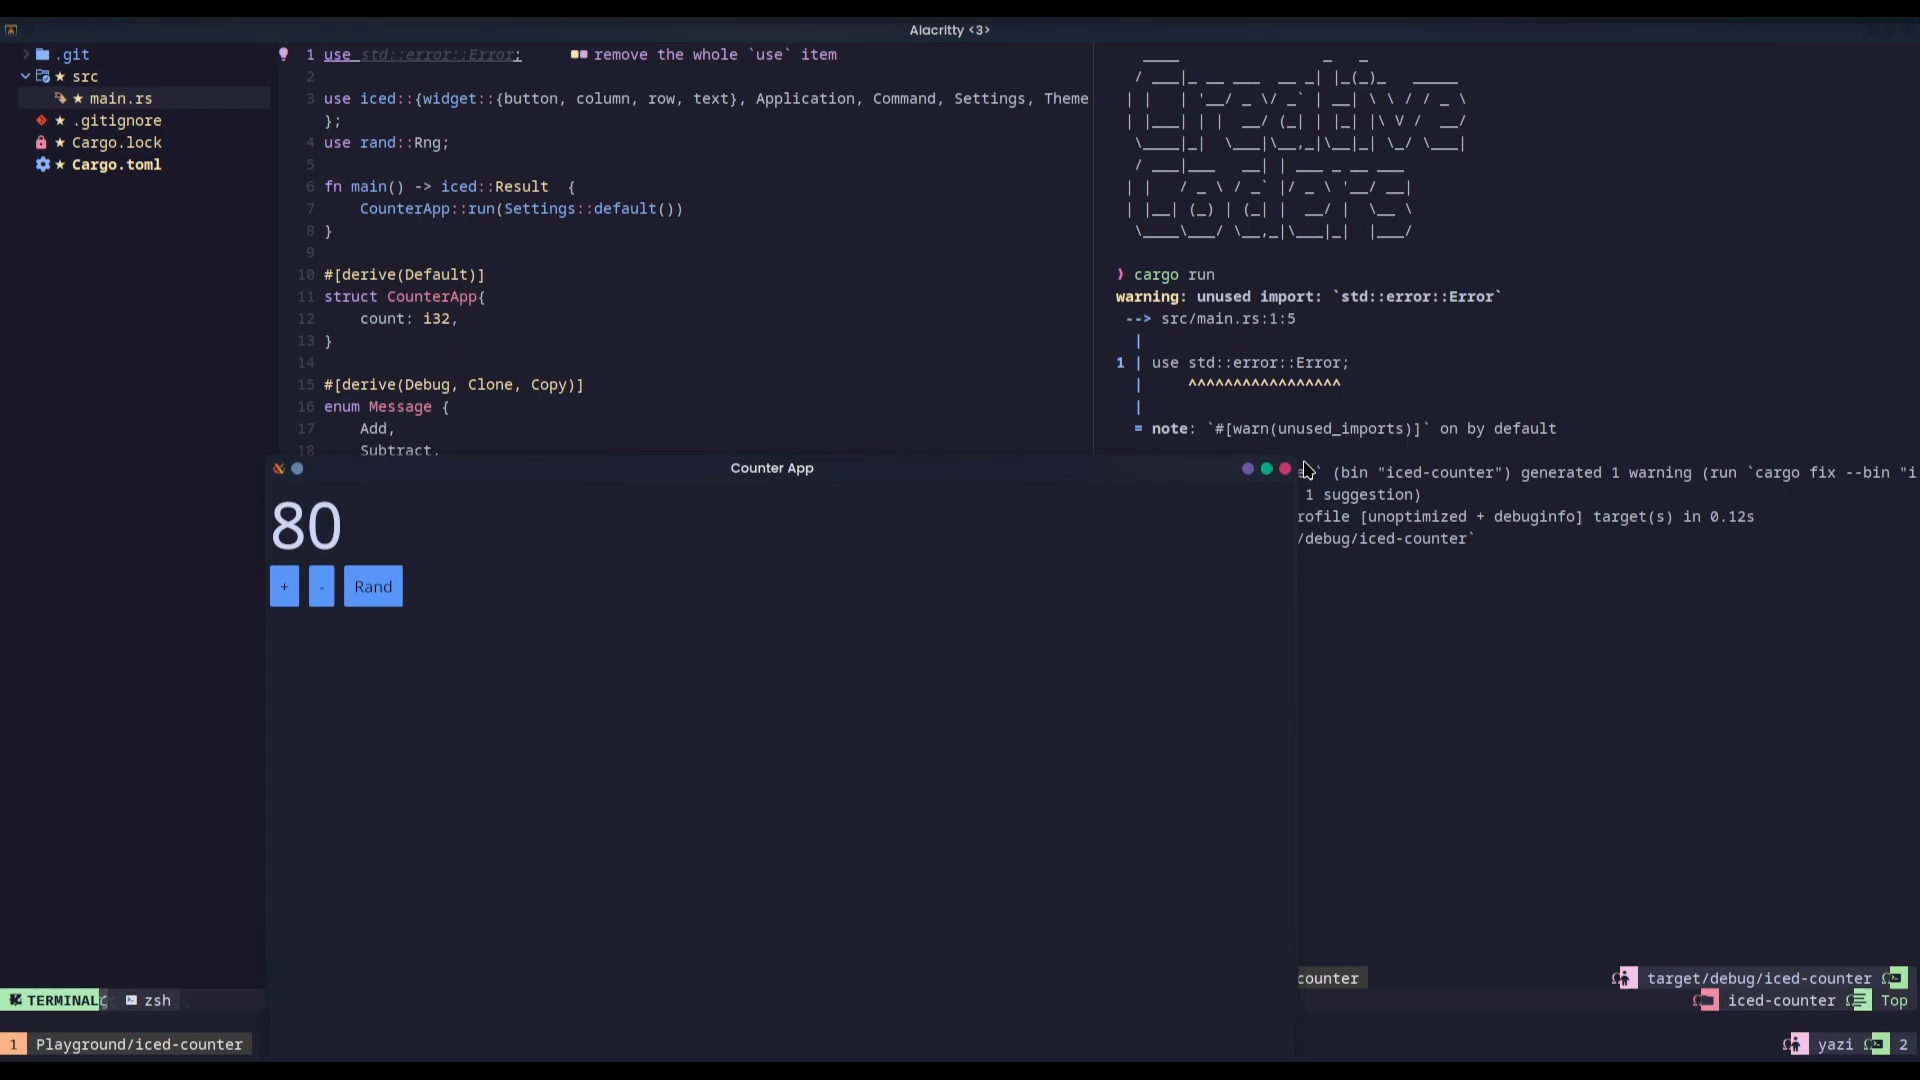 Alacritty <3>
.git
src
main.rs
.gitignore
Cargo.lock
Cargo.toml
1 use std::error::Error; remove the whole `use` item
2
3 use iced::{widget::{button, column, row, text}, Application, Command, Settings, Theme
};
4 use rand::Rng;
5
6 fn main() -> iced::Result {
7 CounterApp::run(Settings::default())
8 }
9
10 #[derive(Default)]
11 struct CounterApp{
12 count: i32,
13 }
14
15 #[derive(Debug, Clone, Copy)]
16 enum Message {
17 Add,
18 Subtract,
Creative
Coders
❯ cargo run
warning: unused import: `std::error::Error`
--> src/main.rs:1:5
|
1 | use std::error::Error;
| ^^^^^^^^^^^^^^^^^
|
= note: `#[warn(unused_imports)]` on by default
` (bin "iced-counter") generated 1 warning (run `cargo fix --bin "i
1 suggestion)
rofile [unoptimized + debuginfo] target(s) in 0.12s
/debug/iced-counter`
Counter App
80
+ - Rand
counter target/debug/iced-counter
TERMINAL zsh iced-counter Top
1 Playground/iced-counter yazi 2